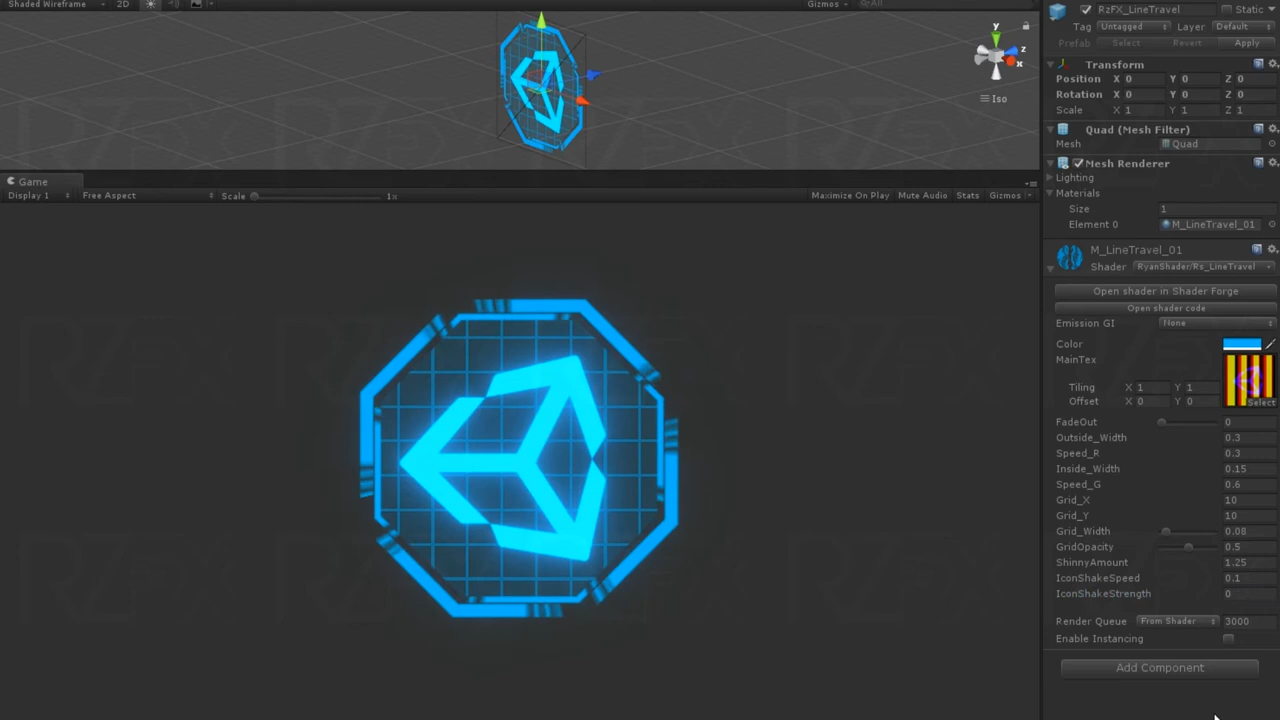 Shaded Wireframe 2D Gizmos All
y
z
x
Iso
Game
Display 1 Free Aspect Scale 1x Maximize On Play Mute Audio Stats Gizmos
RzFX_LineTravel Static
Tag Untagged Layer Default
Prefab Select Revert Apply
Transform
Position X 0 Y 0 Z 0
Rotation X 0 Y 0 Z 0
Scale X 1 Y 1 Z 1
Quad (Mesh Filter)
Mesh Quad
Mesh Renderer
Lighting
Materials
Size 1
Element 0 M_LineTravel_01
M_LineTravel_01
Shader RyanShader/Rs_LineTravel
Open shader in Shader Forge
Open shader code
Emission GI None
Color
MainTex
Tiling X 1 Y 1
Offset X 0 Y 0
Select
FadeOut 0
Outside_Width 0.3
Speed_R 0.3
Inside_Width 0.15
Speed_G 0.6
Grid_X 10
Grid_Y 10
Grid_Width 0.08
GridOpacity 0.5
ShinnyAmount 1.25
IconShakeSpeed 0.1
IconShakeStrength 0
Render Queue From Shader 3000
Enable Instancing
Add Component